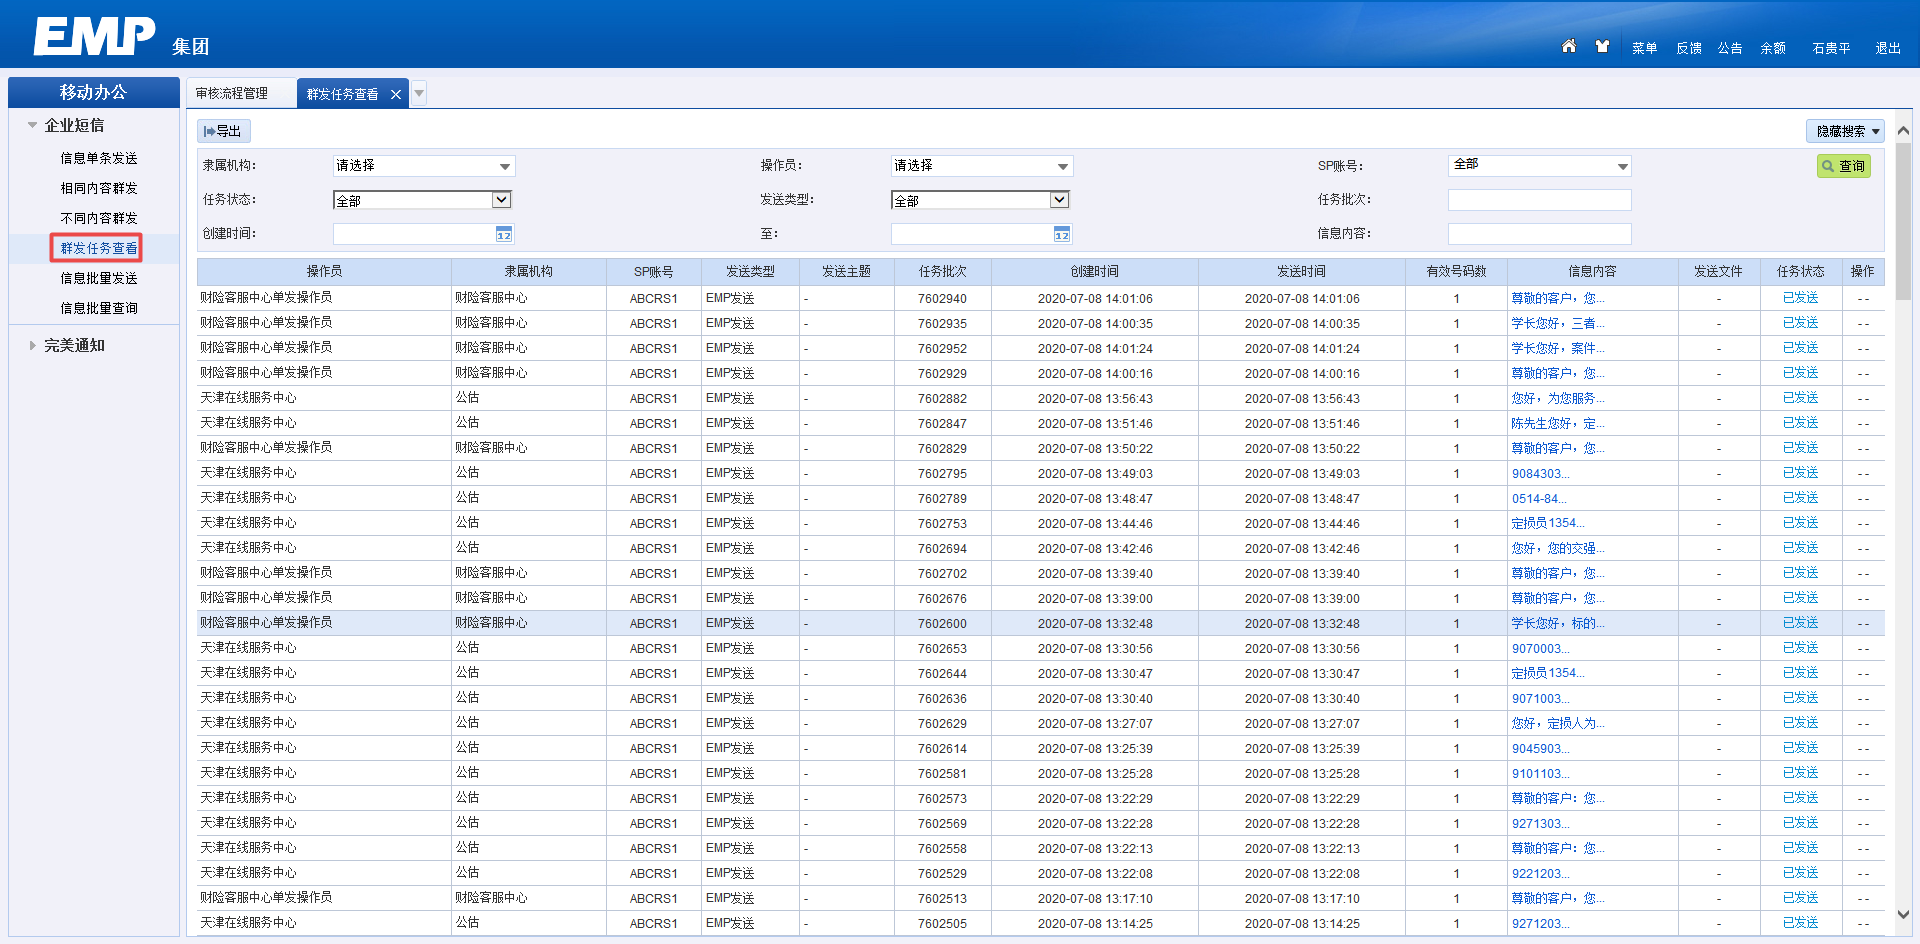 EMP 集团
菜单 反馈 公告 余额 石贵平 退出
移动办公
企业短信
信息单条发送
相同内容群发
不同内容群发
群发任务查看
信息批量发送
信息批量查询
完美通知
审核流程管理 群发任务查看
导出 隐藏搜索
隶属机构: 请选择 操作员: 请选择 SP账号: 全部 查询
任务状态: 全部 发送类型: 全部 任务批次:
创建时间: 12 至: 12 信息内容:
操作员 隶属机构 SP账号 发送类型 发送主题 任务批次 创建时间 发送时间 有效号码数 信息内容 发送文件 任务状态 操作
财险客服中心单发操作员 财险客服中心 ABCRS1 EMP发送 - 7602940 2020-07-08 14:01:06 2020-07-08 14:01:06 1 尊敬的客户，您... - 已发送 - -
财险客服中心单发操作员 财险客服中心 ABCRS1 EMP发送 - 7602935 2020-07-08 14:00:35 2020-07-08 14:00:35 1 学长您好，三者... - 已发送 - -
财险客服中心单发操作员 财险客服中心 ABCRS1 EMP发送 - 7602952 2020-07-08 14:01:24 2020-07-08 14:01:24 1 学长您好，案件... - 已发送 - -
财险客服中心单发操作员 财险客服中心 ABCRS1 EMP发送 - 7602929 2020-07-08 14:00:16 2020-07-08 14:00:16 1 尊敬的客户，您... - 已发送 - -
天津在线服务中心 公估 ABCRS1 EMP发送 - 7602882 2020-07-08 13:56:43 2020-07-08 13:56:43 1 您好，为您服务... - 已发送 - -
天津在线服务中心 公估 ABCRS1 EMP发送 - 7602847 2020-07-08 13:51:46 2020-07-08 13:51:46 1 陈先生您好，定... - 已发送 - -
财险客服中心单发操作员 财险客服中心 ABCRS1 EMP发送 - 7602829 2020-07-08 13:50:22 2020-07-08 13:50:22 1 尊敬的客户，您... - 已发送 - -
天津在线服务中心 公估 ABCRS1 EMP发送 - 7602795 2020-07-08 13:49:03 2020-07-08 13:49:03 1 9084303... - 已发送 - -
天津在线服务中心 公估 ABCRS1 EMP发送 - 7602789 2020-07-08 13:48:47 2020-07-08 13:48:47 1 0514-84... - 已发送 - -
天津在线服务中心 公估 ABCRS1 EMP发送 - 7602753 2020-07-08 13:44:46 2020-07-08 13:44:46 1 定损员1354... - 已发送 - -
天津在线服务中心 公估 ABCRS1 EMP发送 - 7602694 2020-07-08 13:42:46 2020-07-08 13:42:46 1 您好，您的交强... - 已发送 - -
财险客服中心单发操作员 财险客服中心 ABCRS1 EMP发送 - 7602702 2020-07-08 13:39:40 2020-07-08 13:39:40 1 尊敬的客户，您... - 已发送 - -
财险客服中心单发操作员 财险客服中心 ABCRS1 EMP发送 - 7602676 2020-07-08 13:39:00 2020-07-08 13:39:00 1 尊敬的客户，您... - 已发送 - -
财险客服中心单发操作员 财险客服中心 ABCRS1 EMP发送 - 7602600 2020-07-08 13:32:48 2020-07-08 13:32:48 1 学长您好，标的... - 已发送 - -
天津在线服务中心 公估 ABCRS1 EMP发送 - 7602653 2020-07-08 13:30:56 2020-07-08 13:30:56 1 9070003... - 已发送 - -
天津在线服务中心 公估 ABCRS1 EMP发送 - 7602644 2020-07-08 13:30:47 2020-07-08 13:30:47 1 定损员1354... - 已发送 - -
天津在线服务中心 公估 ABCRS1 EMP发送 - 7602636 2020-07-08 13:30:40 2020-07-08 13:30:40 1 9071003... - 已发送 - -
天津在线服务中心 公估 ABCRS1 EMP发送 - 7602629 2020-07-08 13:27:07 2020-07-08 13:27:07 1 您好，定损人为... - 已发送 - -
天津在线服务中心 公估 ABCRS1 EMP发送 - 7602614 2020-07-08 13:25:39 2020-07-08 13:25:39 1 9045903... - 已发送 - -
天津在线服务中心 公估 ABCRS1 EMP发送 - 7602581 2020-07-08 13:25:28 2020-07-08 13:25:28 1 9101103... - 已发送 - -
天津在线服务中心 公估 ABCRS1 EMP发送 - 7602573 2020-07-08 13:22:29 2020-07-08 13:22:29 1 尊敬的客户：您... - 已发送 - -
天津在线服务中心 公估 ABCRS1 EMP发送 - 7602569 2020-07-08 13:22:28 2020-07-08 13:22:28 1 9271303... - 已发送 - -
天津在线服务中心 公估 ABCRS1 EMP发送 - 7602558 2020-07-08 13:22:13 2020-07-08 13:22:13 1 尊敬的客户：您... - 已发送 - -
天津在线服务中心 公估 ABCRS1 EMP发送 - 7602529 2020-07-08 13:22:08 2020-07-08 13:22:08 1 9221203... - 已发送 - -
财险客服中心单发操作员 财险客服中心 ABCRS1 EMP发送 - 7602513 2020-07-08 13:17:10 2020-07-08 13:17:10 1 尊敬的客户，您... - 已发送 - -
天津在线服务中心 公估 ABCRS1 EMP发送 - 7602505 2020-07-08 13:14:25 2020-07-08 13:14:25 1 9271203... - 已发送 - -